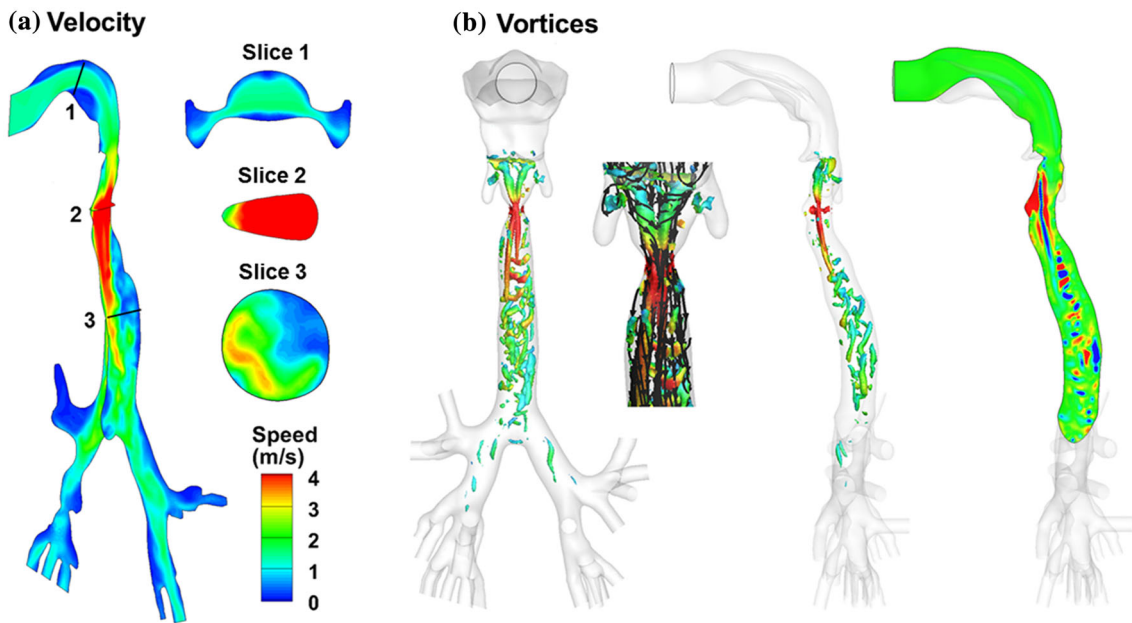 (a) Velocity
Slice 1
1
Slice 2
2
Slice 3
3
Speed
(m/s)
4
3
2
1
0
(b) Vortices